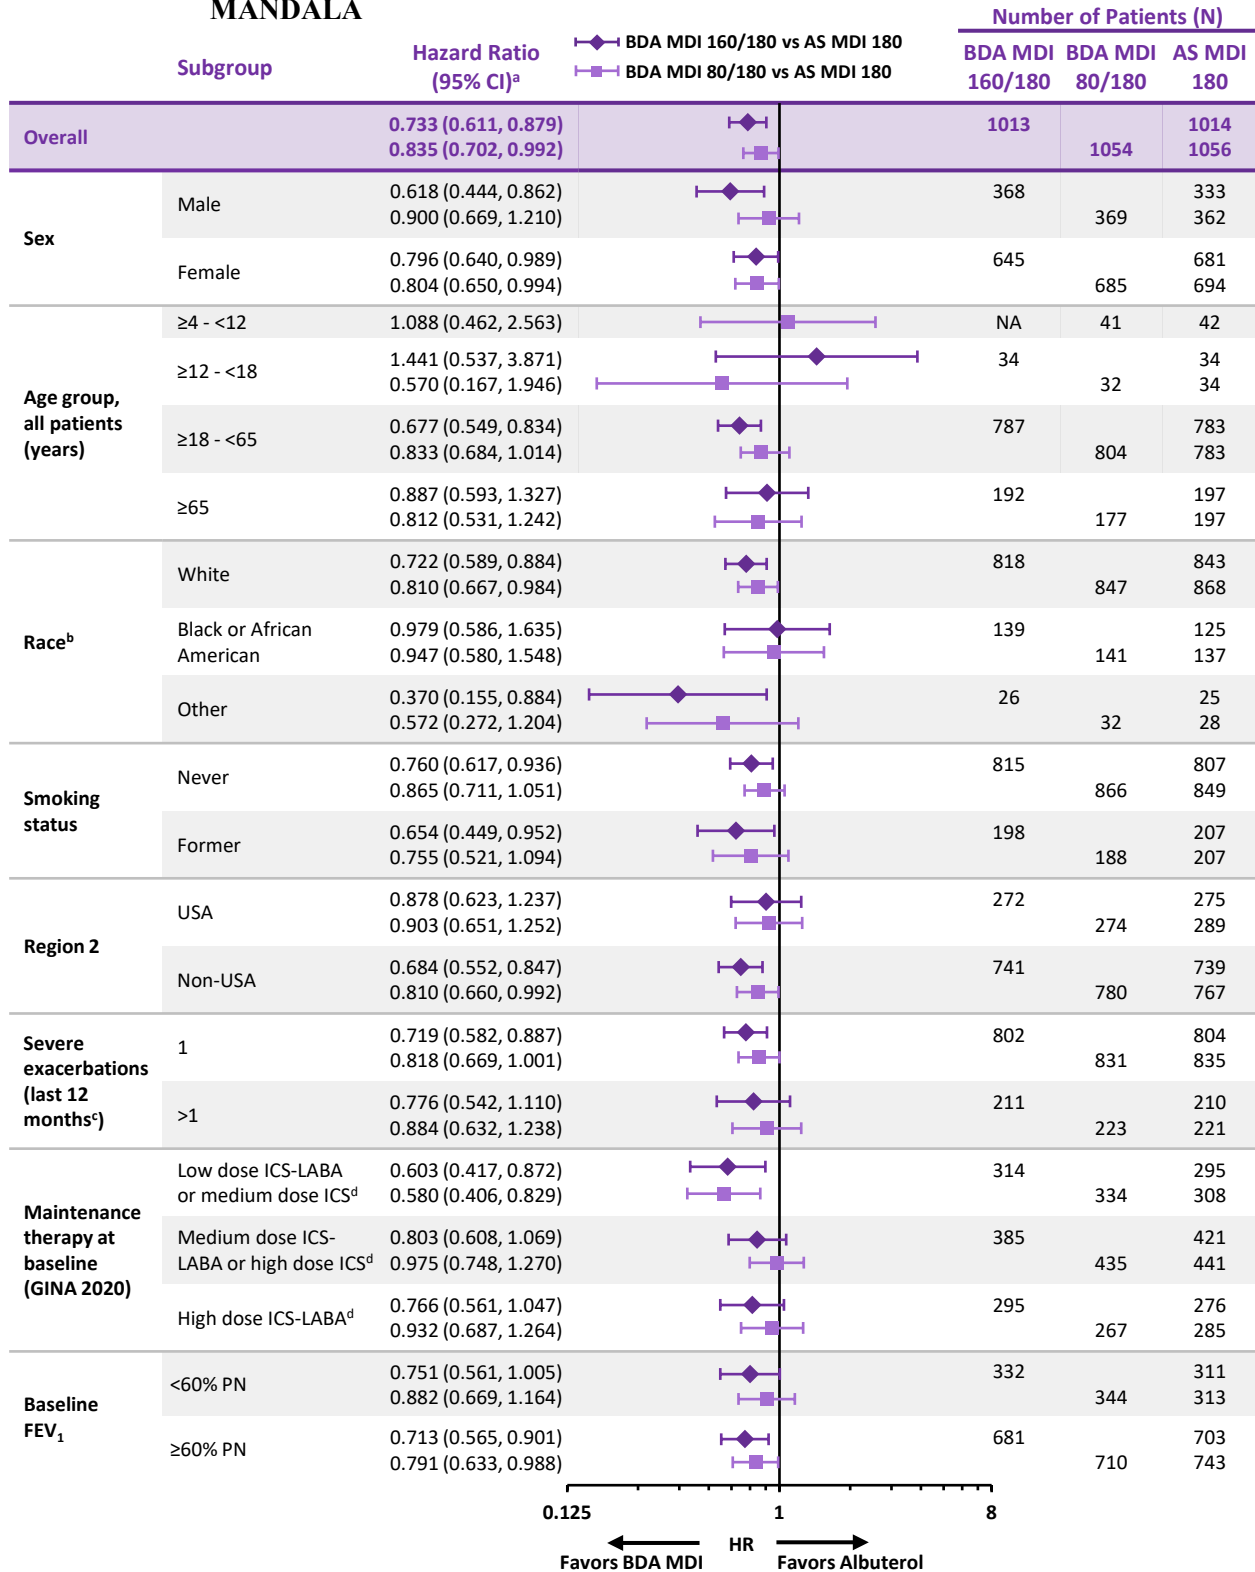 MANDALA
Number of Patients (N)
Subgroup Hazard Ratio (95% CI)ᵃ BDA MDI 160/180 vs AS MDI 180 BDA MDI 160/180 BDA MDI 80/180 AS MDI 180
BDA MDI 80/180 vs AS MDI 180
Overall 0.733 (0.611, 0.879) 1013 1014
0.835 (0.702, 0.992) 1054 1056
Sex
Male 0.618 (0.444, 0.862) 368 333
0.900 (0.669, 1.210) 369 362
Female 0.796 (0.640, 0.989) 645 681
0.804 (0.650, 0.994) 685 694
Age group,
all patients
(years)
≥4 - <12 1.088 (0.462, 2.563) NA 41 42
≥12 - <18 1.441 (0.537, 3.871) 34 34
0.570 (0.167, 1.946) 32 34
≥18 - <65 0.677 (0.549, 0.834) 787 783
0.833 (0.684, 1.014) 804 783
≥65 0.887 (0.593, 1.327) 192 197
0.812 (0.531, 1.242) 177 197
Raceᵇ
White 0.722 (0.589, 0.884) 818 843
0.810 (0.667, 0.984) 847 868
Black or African 0.979 (0.586, 1.635) 139 125
American 0.947 (0.580, 1.548) 141 137
Other 0.370 (0.155, 0.884) 26 25
0.572 (0.272, 1.204) 32 28
Smoking
status
Never 0.760 (0.617, 0.936) 815 807
0.865 (0.711, 1.051) 866 849
Former 0.654 (0.449, 0.952) 198 207
0.755 (0.521, 1.094) 188 207
Region 2
USA 0.878 (0.623, 1.237) 272 275
0.903 (0.651, 1.252) 274 289
Non-USA 0.684 (0.552, 0.847) 741 739
0.810 (0.660, 0.992) 780 767
Severe
exacerbations
(last 12
monthsᶜ)
1 0.719 (0.582, 0.887) 802 804
0.818 (0.669, 1.001) 831 835
>1 0.776 (0.542, 1.110) 211 210
0.884 (0.632, 1.238) 223 221
Maintenance
therapy at
baseline
(GINA 2020)
Low dose ICS-LABA 0.603 (0.417, 0.872) 314 295
or medium dose ICSᵈ 0.580 (0.406, 0.829) 334 308
Medium dose ICS- 0.803 (0.608, 1.069) 385 421
LABA or high dose ICSᵈ 0.975 (0.748, 1.270) 435 441
High dose ICS-LABAᵈ 0.766 (0.561, 1.047) 295 276
0.932 (0.687, 1.264) 267 285
Baseline
FEV₁
<60% PN 0.751 (0.561, 1.005) 332 311
0.882 (0.669, 1.164) 344 313
≥60% PN 0.713 (0.565, 0.901) 681 703
0.791 (0.633, 0.988) 710 743
0.125 1 8
HR
Favors BDA MDI Favors Albuterol